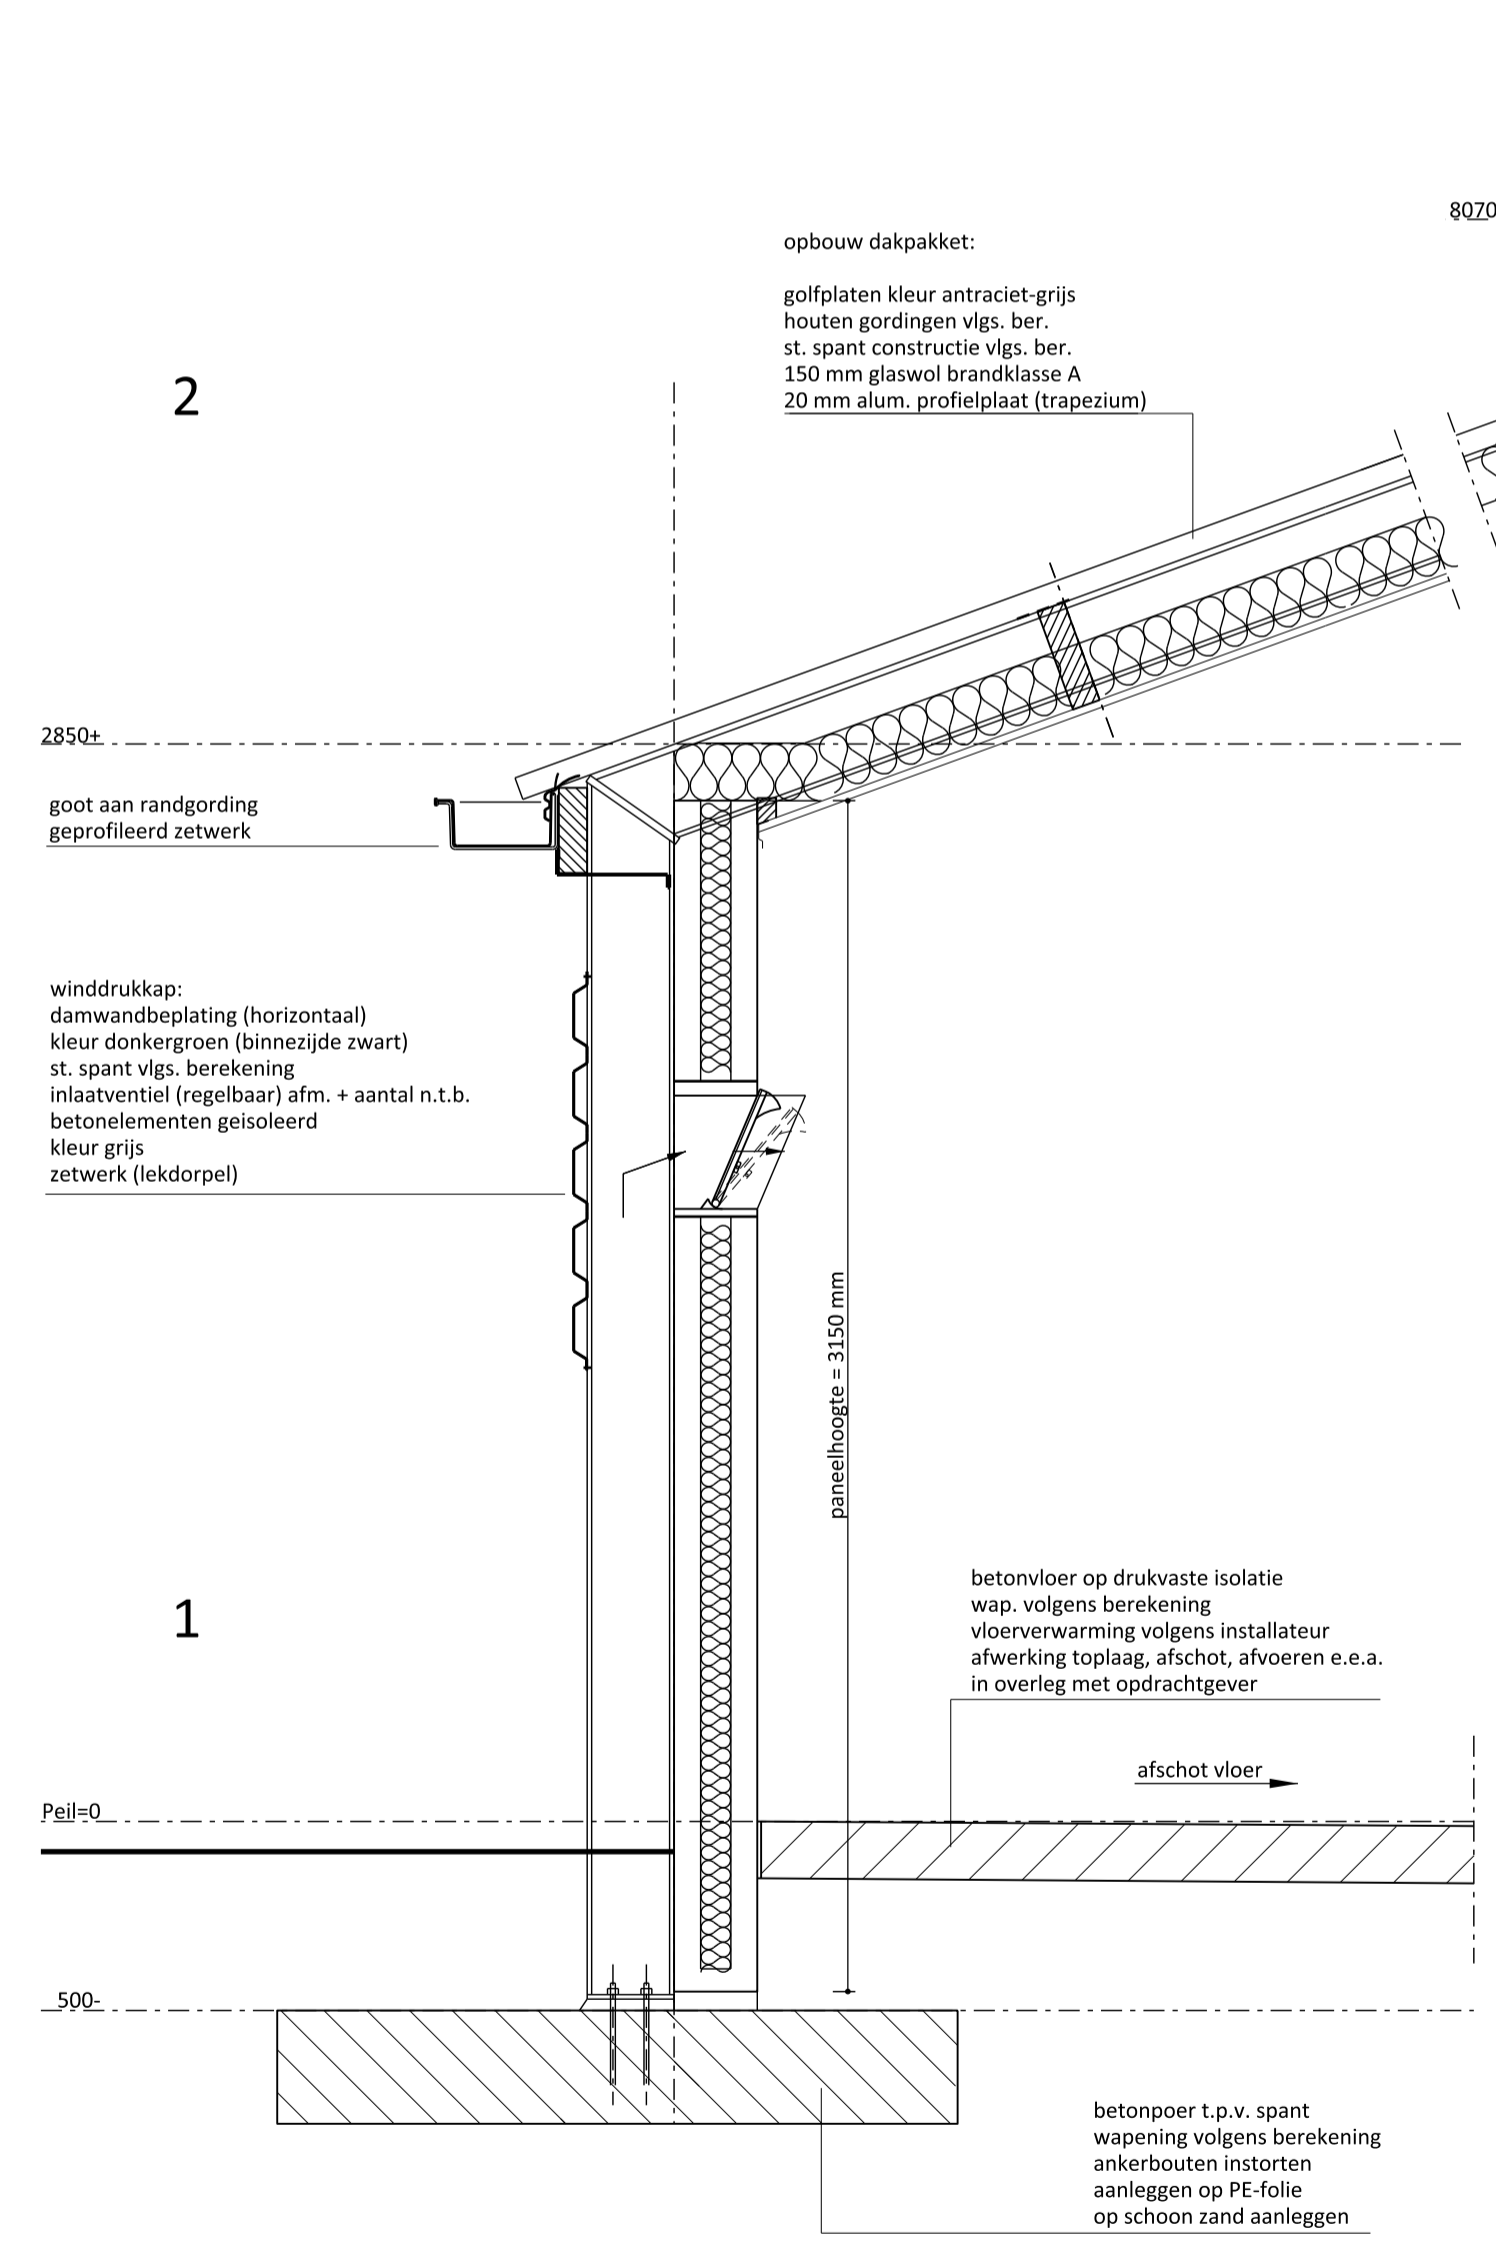 8070
opbouw dakpakket:
golfplaten kleur antraciet-grijs
houten gordingen vlgs. ber.
st. spant constructie vlgs. ber.
150 mm glaswol brandklasse A
20 mm alum. profielplaat (trapezium)
2
2850+
goot aan randgording
geprofileerd zetwerk
winddrukkap:
damwandbeplating (horizontaal)
kleur donkergroen (binnezijde zwart)
st. spant vlgs. berekening
inlaatventiel (regelbaar) afm. + aantal n.t.b.
betonelementen geisoleerd
kleur grijs
zetwerk (lekdorpel)
paneelhoogte = 3150 mm
1
betonvloer op drukvaste isolatie
wap. volgens berekening
vloerverwarming volgens installateur
afwerking toplaag, afschot, afvoeren e.e.a.
in overleg met opdrachtgever
afschot vloer
Peil=0
500-
betonpoer t.p.v. spant
wapening volgens berekening
ankerbouten instorten
aanleggen op PE-folie
op schoon zand aanleggen